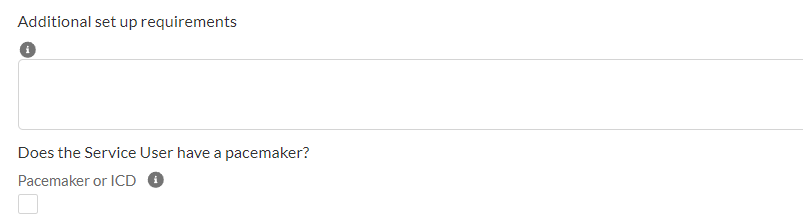 Additional set up requirements
Does the Service User have a pacemaker?
Pacemaker or ICD